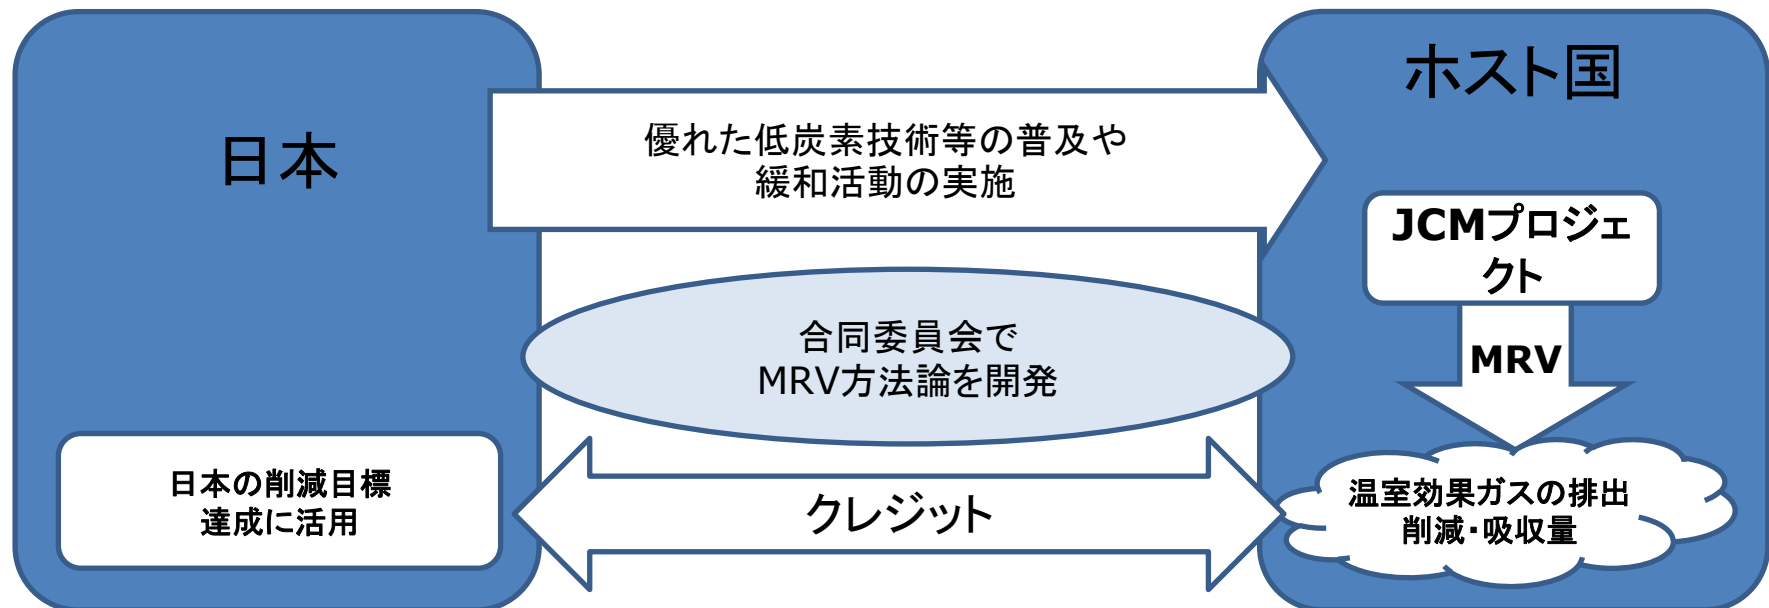 日本
優れた低炭素技術等の普及や
緩和活動の実施
ホスト国
JCMプロジェ
クト
MRV
合同委員会で
MRV方法論を開発
日本の削減目標
達成に活用
クレジット
温室効果ガスの排出
削減・吸収量